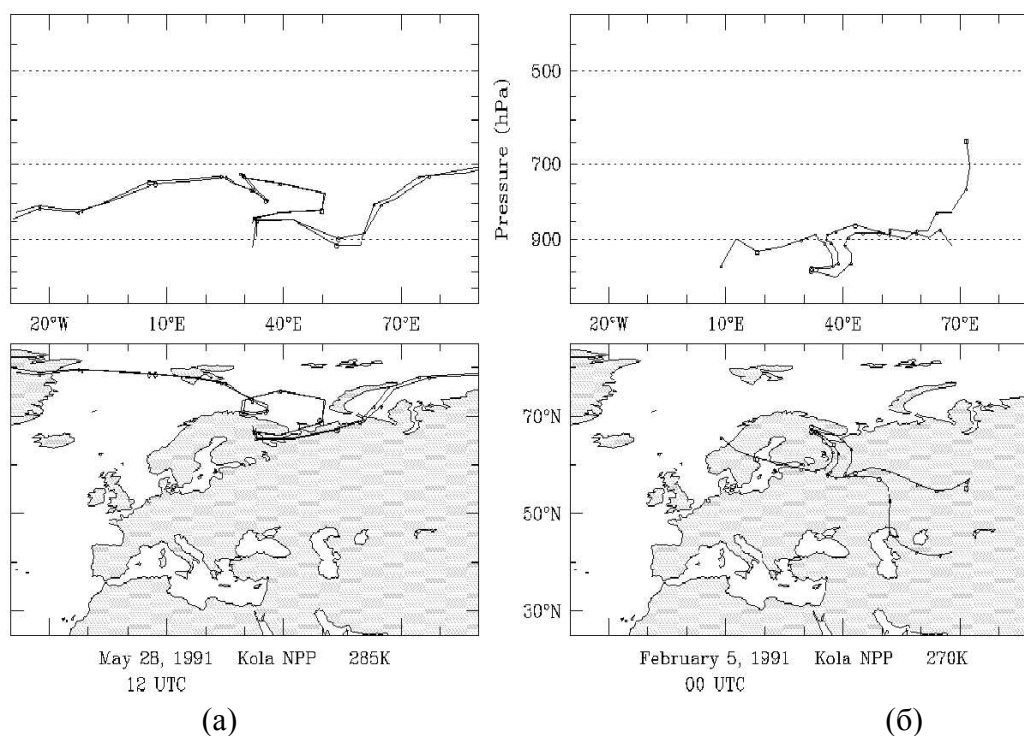 500
700
900
Pressure (hPa)
20°W 10°E 40°E 70°E
20°W 10°E 40°E 70°E
70°N
50°N
30°N
May 28, 1991 Kola NPP 285K
12 UTC
February 5, 1991 Kola NPP 270K
00 UTC
(а)
(б)